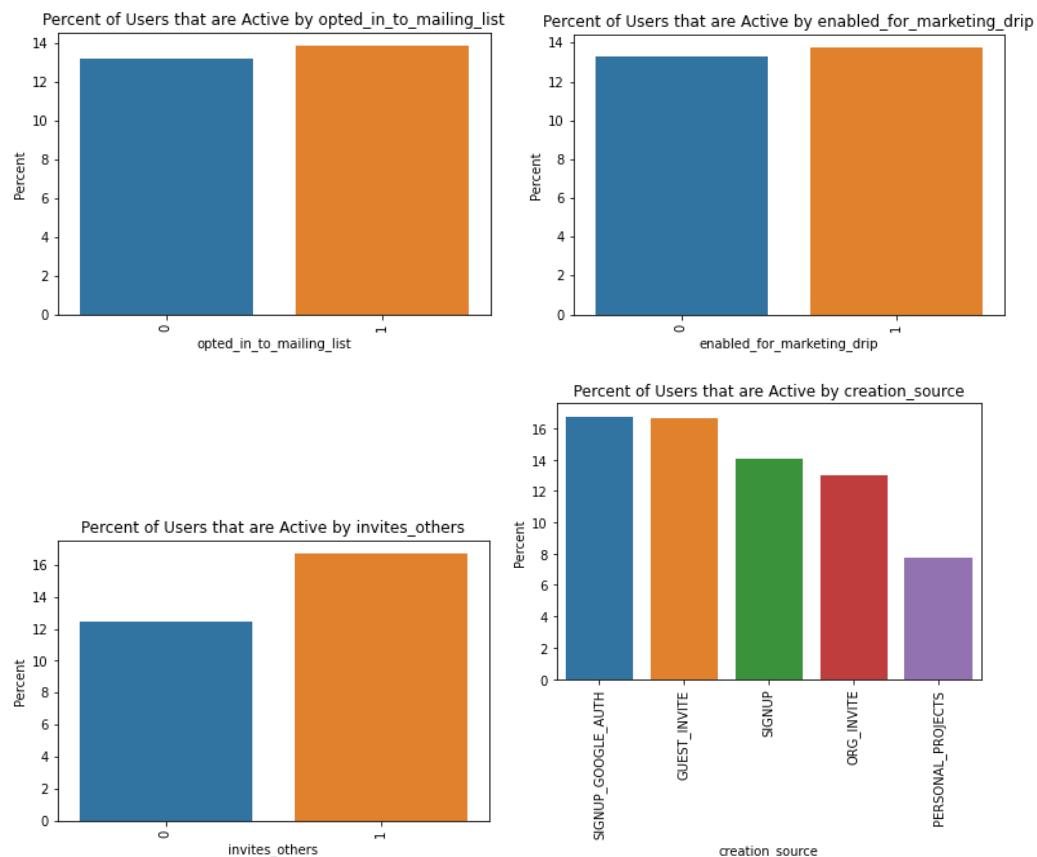 Percent of Users that are Active by opted_in_to_mailing_list
14
12
10
8
6
4
2
0
Percent
0
1
opted_in_to_mailing_list
Percent of Users that are Active by enabled_for_marketing_drip
14
12
10
8
6
4
2
0
Percent
0
1
enabled_for_marketing_drip
Percent of Users that are Active by invites_others
16
14
12
10
8
6
4
2
0
Percent
0
1
invites_others
Percent of Users that are Active by creation_source
16
14
12
10
8
6
4
2
0
Percent
SIGNUP_GOOGLE_AUTH
GUEST_INVITE
SIGNUP
ORG_INVITE
PERSONAL_PROJECTS
creation_source